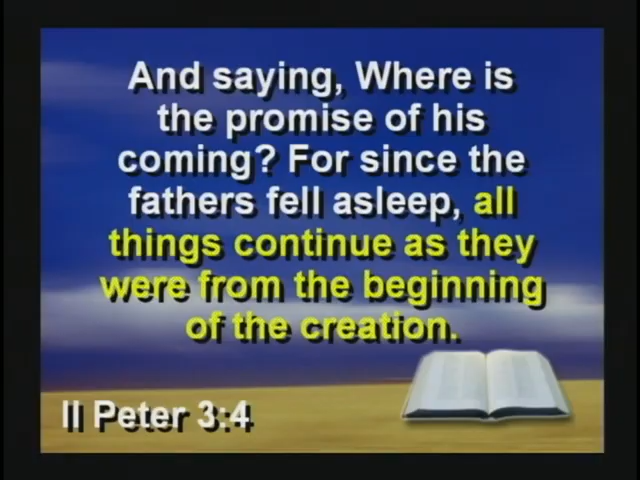 And saying, Where is
the promise of his
coming? For since the
fathers fell asleep, all
things continue as they
were from the beginning
of the creation.
II Peter 3:4